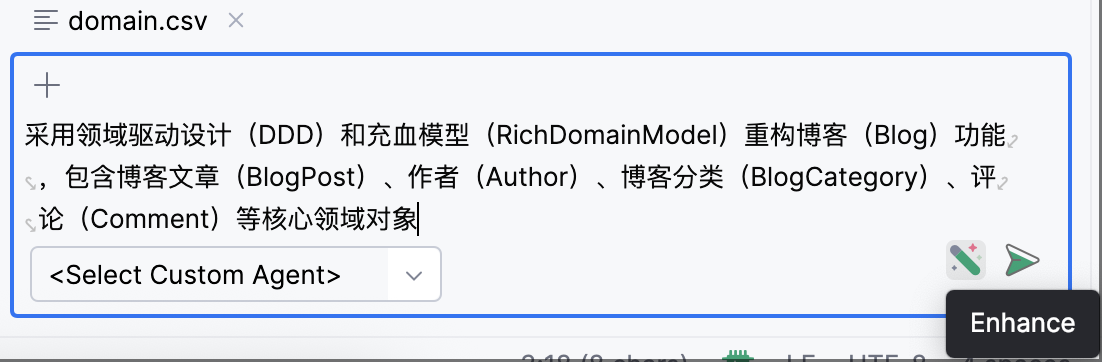 domain.csv
采用领域驱动设计（DDD）和充血模型（RichDomainModel）重构博客（Blog）功能
，包含博客文章（BlogPost）、作者（Author）、博客分类（BlogCategory）、评
论（Comment）等核心领域对象
<Select Custom Agent>
Enhance